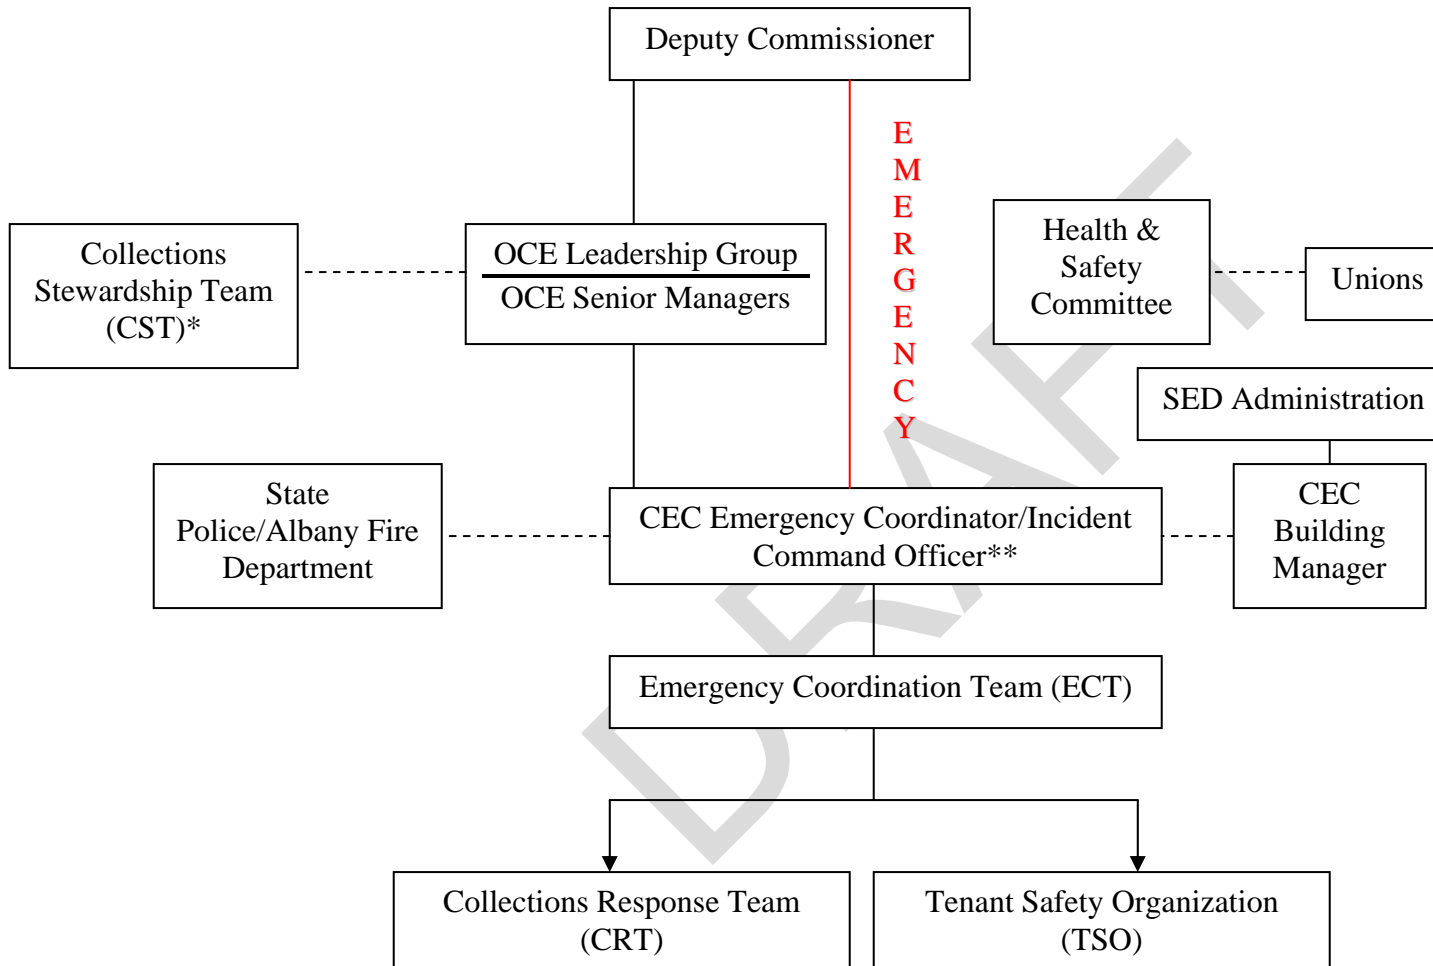 Deputy Commissioner
E
M
E
R
G
E
N
C
Y
Collections
Stewardship Team
(CST)*
OCE Leadership Group
OCE Senior Managers
Health &
Safety
Committee
Unions
SED Administration
State
Police/Albany Fire
Department
CEC Emergency Coordinator/Incident
Command Officer**
CEC
Building
Manager
Emergency Coordination Team (ECT)
Collections Response Team
(CRT)
Tenant Safety Organization
(TSO)
DRAFT